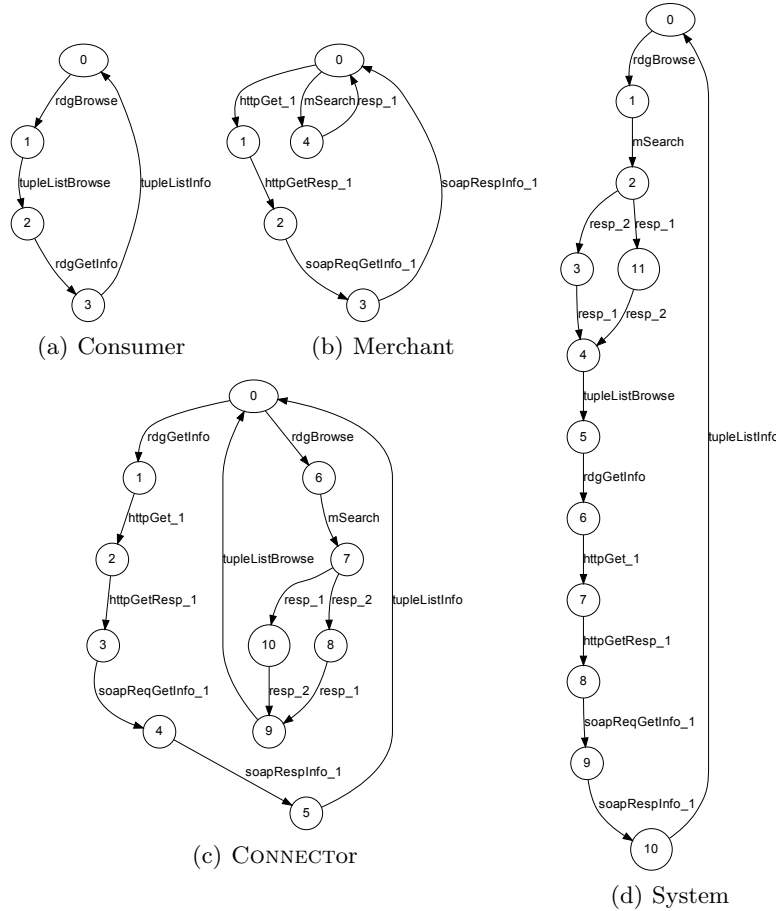 0
rdgBrowse
1
tupleListBrowse
tupleListInfo
2
rdgGetInfo
3
(a) Consumer
0
httpGet_1
mSearch
resp_1
1
4
httpGetResp_1
soapRespInfo_1
2
soapReqGetInfo_1
3
(b) Merchant
0
rdgGetInfo
rdgBrowse
1
6
httpGet_1
mSearch
2
tupleListBrowse
7
tupleListInfo
httpGetResp_1
resp_1
resp_2
3
10
8
soapReqGetInfo_1
resp_2
resp_1
4
9
soapRespInfo_1
5
(c) CONNECTor
0
rdgBrowse
1
mSearch
2
resp_2
resp_1
3
11
resp_1
resp_2
4
tupleListBrowse
5
tupleListInfo
rdgGetInfo
6
httpGet_1
7
httpGetResp_1
8
soapReqGetInfo_1
9
soapRespInfo_1
10
(d) System